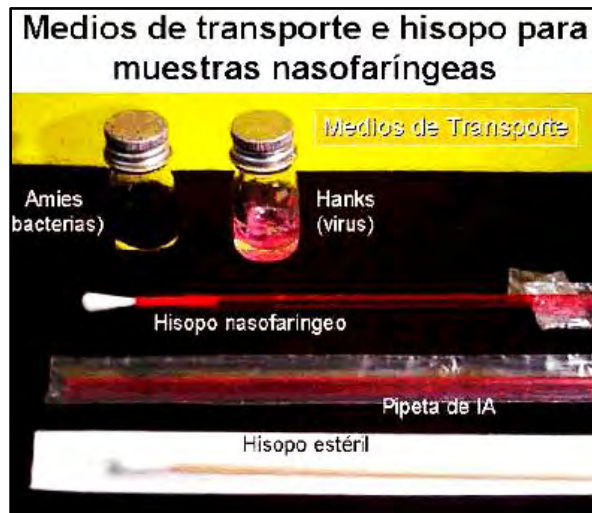 Medios de transporte e hisopo para
muestras nasofaríngeas
Medios de Transporte
Amies
bacterias)
Hanks
(virus)
Hisopo nasofaríngeo
Pipeta de IA
Hisopo estéril